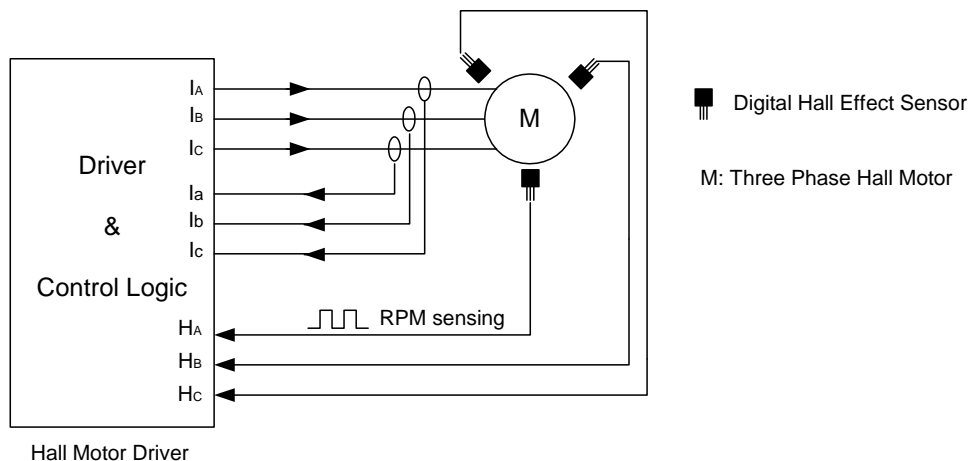 IA
IB
IC
Ia
Ib
Ic
HA
HB
HC
Driver
&
Control Logic
RPM sensing
M
Hall Motor Driver
Digital Hall Effect Sensor
M: Three Phase Hall Motor